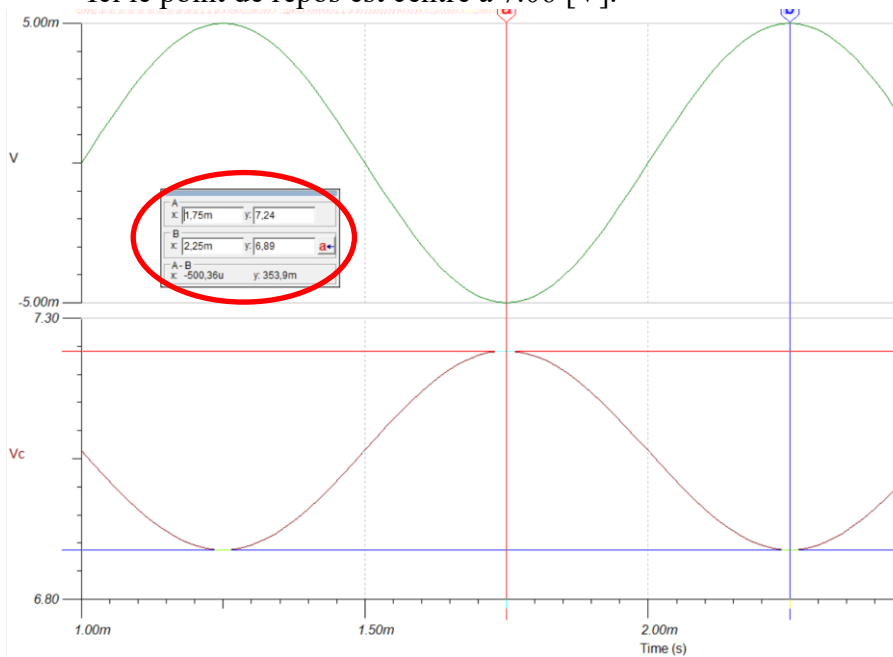 Ici le point de repos est centré à 7.06 [V].
5.00m
a
b
V
A
x: 1,75m y: 7,24
B
x: 2,25m y: 6,89 a
A - B
x: -500,36u y: 353,9m
-5.00m
7.30
Vc
6.80
1.00m
1.50m
2.00m
Time (s)